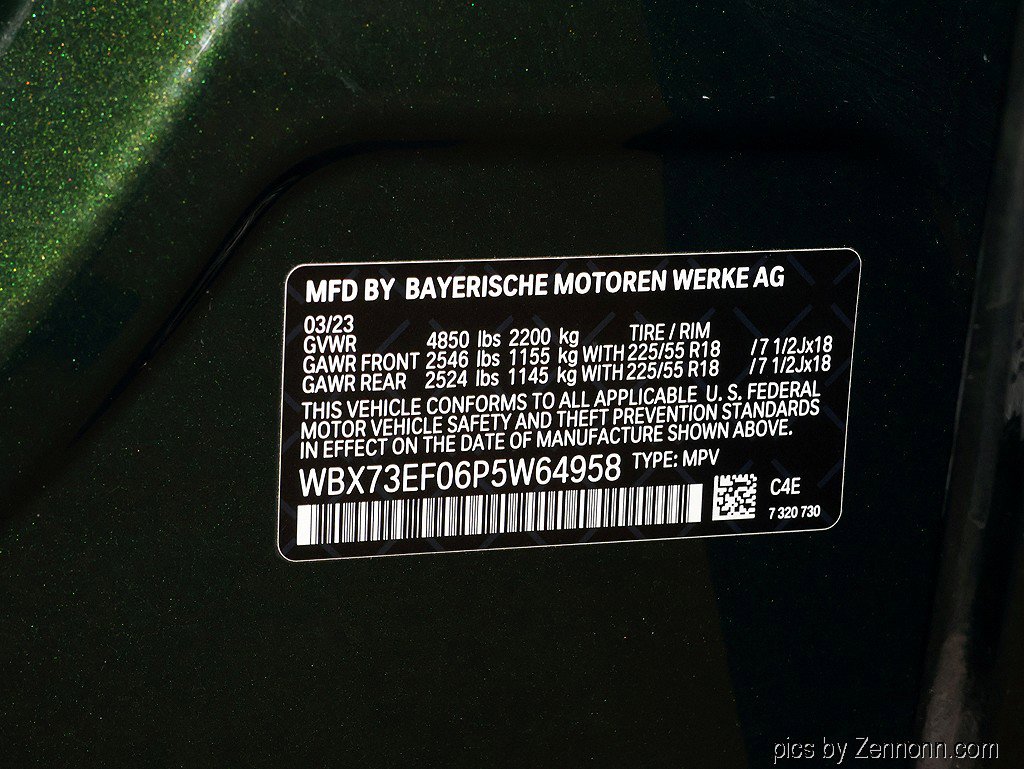 MFD BY BAYERISCHE MOTOREN WERKE AG
03/23
GVWR 4850 lbs 2200 kg TIRE / RIM
GAWR FRONT 2546 lbs 1155 kg WITH 225/55 R18 /7 1/2Jx18
GAWR REAR 2524 lbs 1145 kg WITH 225/55 R18 /7 1/2Jx18
THIS VEHICLE CONFORMS TO ALL APPLICABLE U. S. FEDERAL
MOTOR VEHICLE SAFETY AND THEFT PREVENTION STANDARDS
IN EFFECT ON THE DATE OF MANUFACTURE SHOWN ABOVE.
WBX73EF06P5W64958 TYPE: MPV
C4E
7 320 730
pics by Zennonn.com